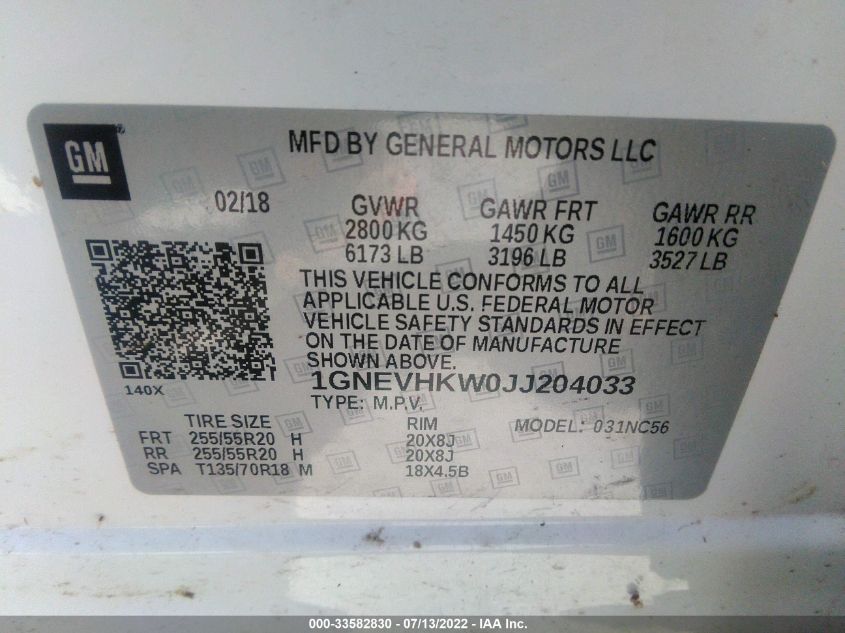 GM
MFD BY GENERAL MOTORS LLC
02/18 GVWR GAWR FRT GAWR RR
2800 KG 1450 KG 1600 KG
6173 LB 3196 LB 3527 LB
THIS VEHICLE CONFORMS TO ALL
APPLICABLE U.S. FEDERAL MOTOR
VEHICLE SAFETY STANDARDS IN EFFECT
ON THE DATE OF MANUFACTURE
SHOWN ABOVE.
140X
1GNEVHKW0JJ204033
TYPE: M.P.V.
TIRE SIZE RIM MODEL: 031NC56
FRT 255/55R20 H 20X8J
RR 255/55R20 H 20X8J
SPA T135/70R18 M 18X4.5B
000-33582830 - 07/13/2022 - IAA Inc.